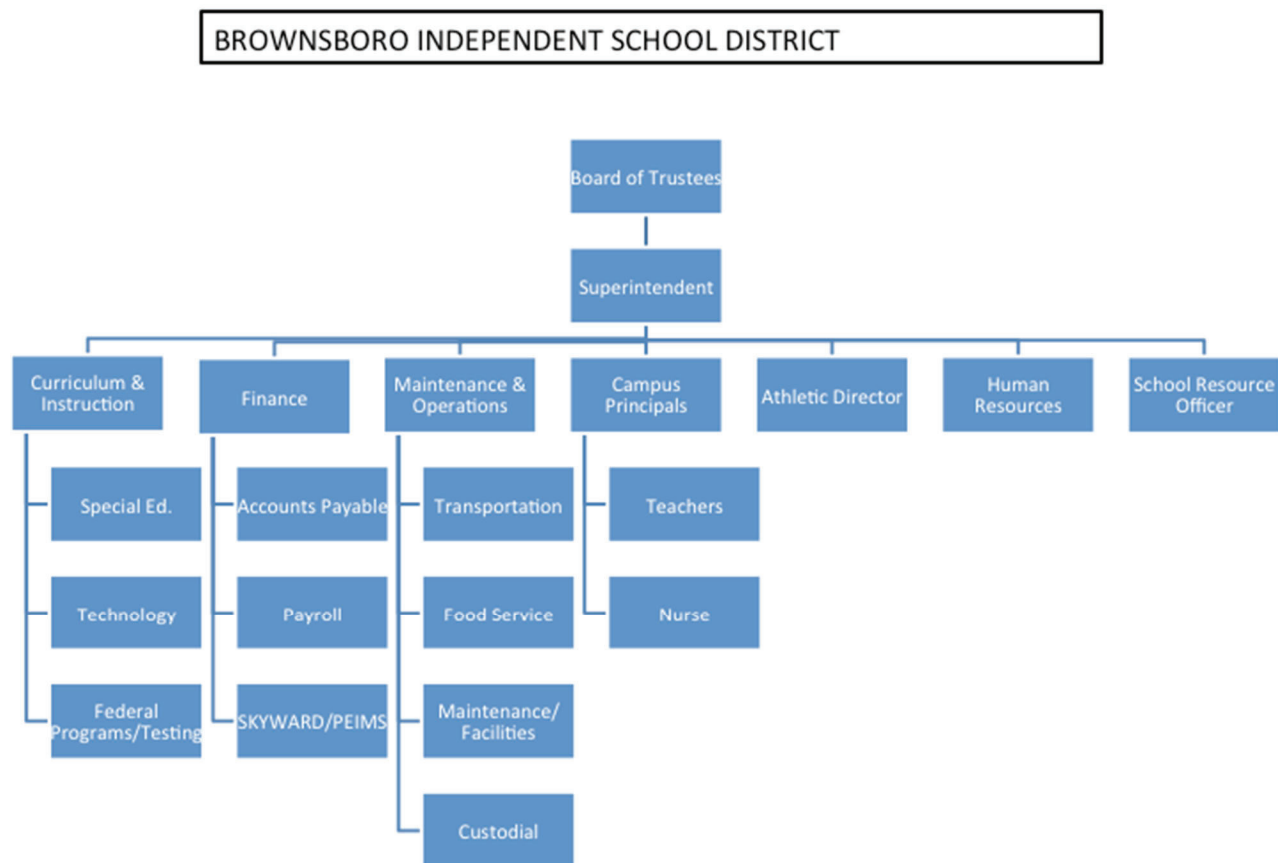 BROWNSBORO INDEPENDENT SCHOOL DISTRICT
Board of Trustees
Superintendent
Curriculum &
Instruction
Finance
Maintenance &
Operations
Campus
Principals
Athletic Director
Human
Resources
School Resource
Officer
Special Ed.
Accounts Payable
Transportation
Teachers
Technology
Payroll
Food Service
Nurse
Federal
Programs/Testing
SKYWARD/PEIMS
Maintenance/
Facilities
Custodial